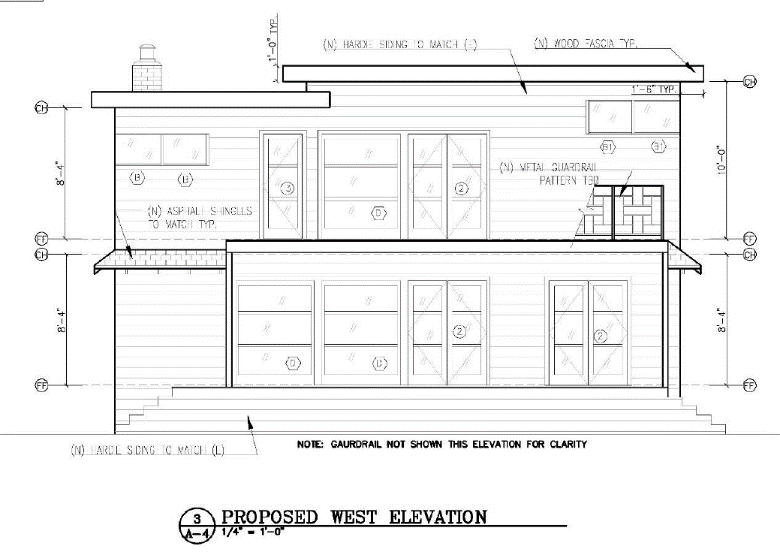 1'-0" TYP.
(N) HARDIE SIDING TO MATCH (E)
(N) WOOD FASCIA TYP.
1'-6" TYP.
CH
CH
8'-4"
10'-0"
B
B
3
D
2
B1
B1
(N) METAL GUARDRAIL
PATTERN TBD
(N) ASPHALT SHINGLES
TO MATCH TYP.
FF
FF
CH
CH
8'-4"
8'-4"
D
2
2
FF
FF
(N) HARDIE SIDING TO MATCH (E)
NOTE: GAURDRAIL NOT SHOWN THIS ELEVATION FOR CLARITY
3
A-4
PROPOSED WEST ELEVATION
1/4" = 1'-0"